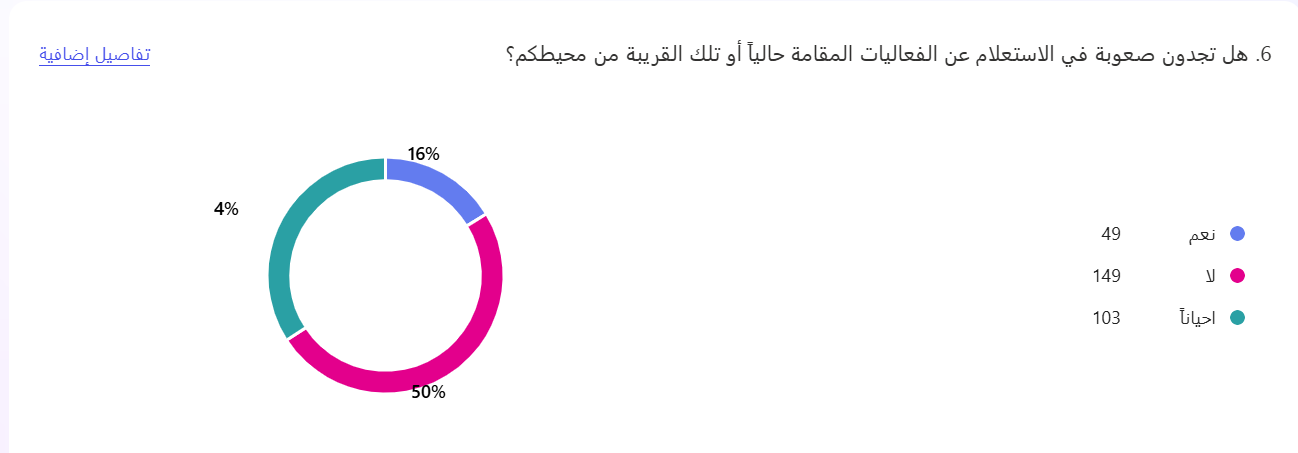 6. هل تجدون صعوبة في الاستعلام عن الفعاليات المقامة حالياً أو تلك القريبة من محيطكم؟
تفاصيل إضافية
نعم 49
لا 149
احياناً 103
16%
4%
50%